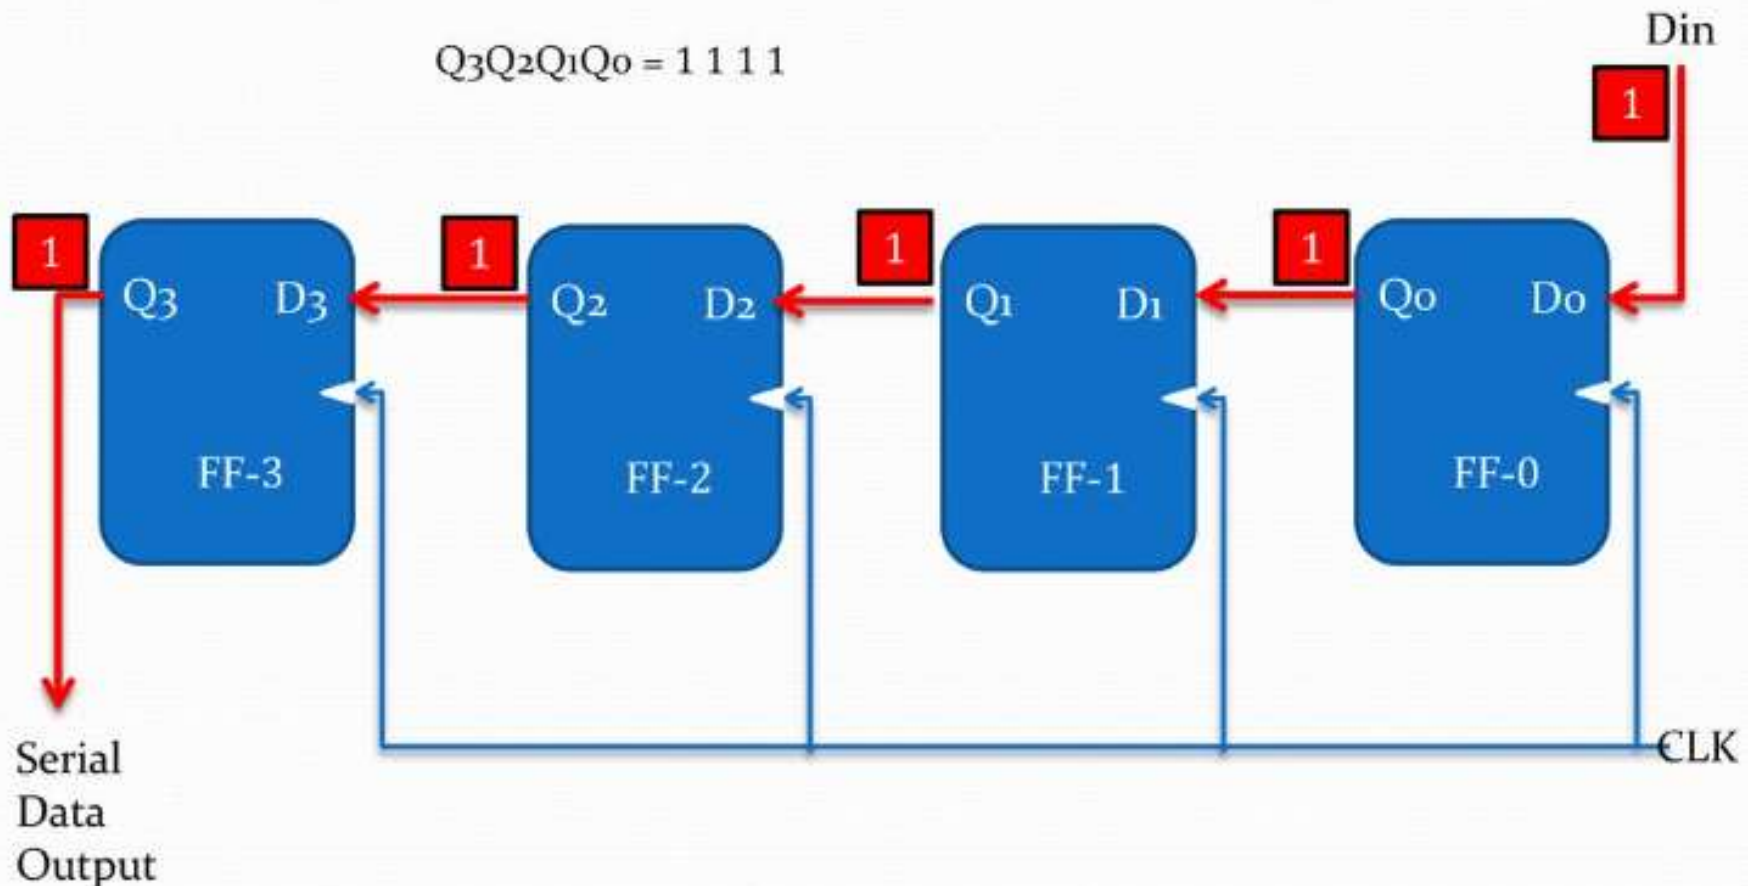 Din
Q3Q2Q1Q0 = 1 1 1 1
1
1
1
1
1
Q3 D3
Q2 D2
Q1 D1
Q0 D0
FF-3
FF-2
FF-1
FF-0
CLK
Serial
Data
Output